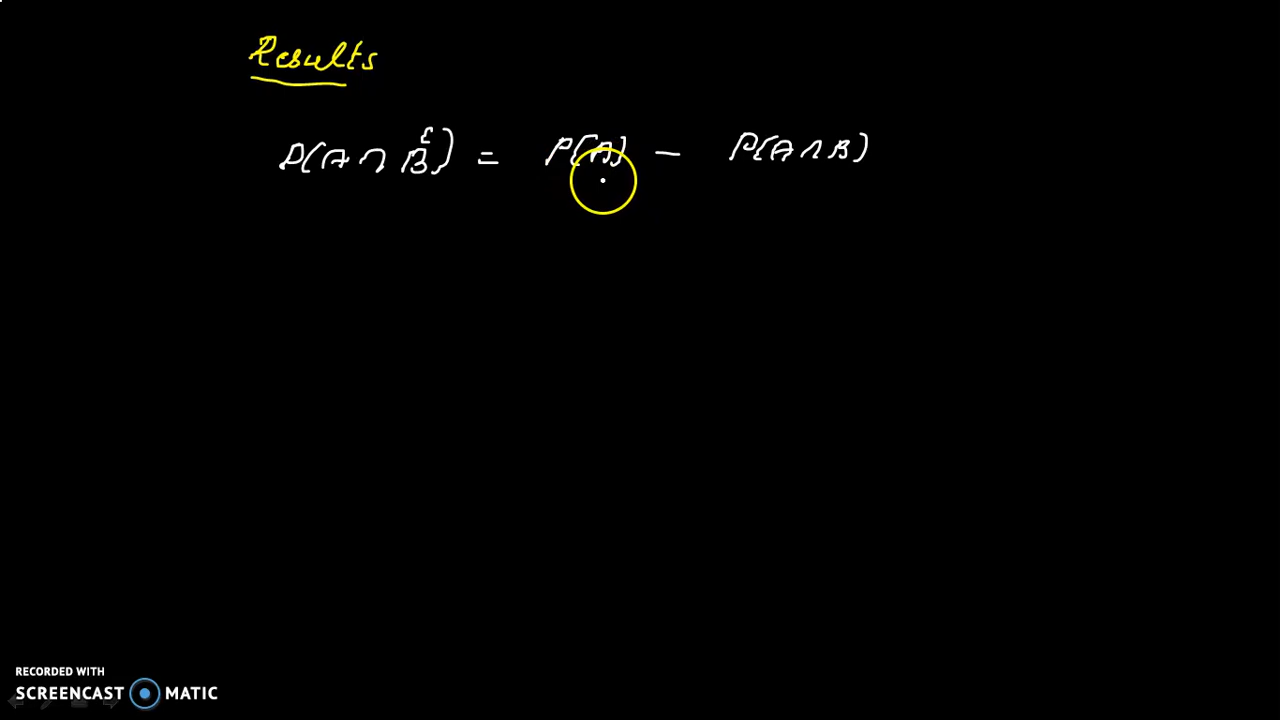 Results
P(A ∩ B^c) = P(A) - P(A ∩ B)
RECORDED WITH
SCREENCAST MATIC